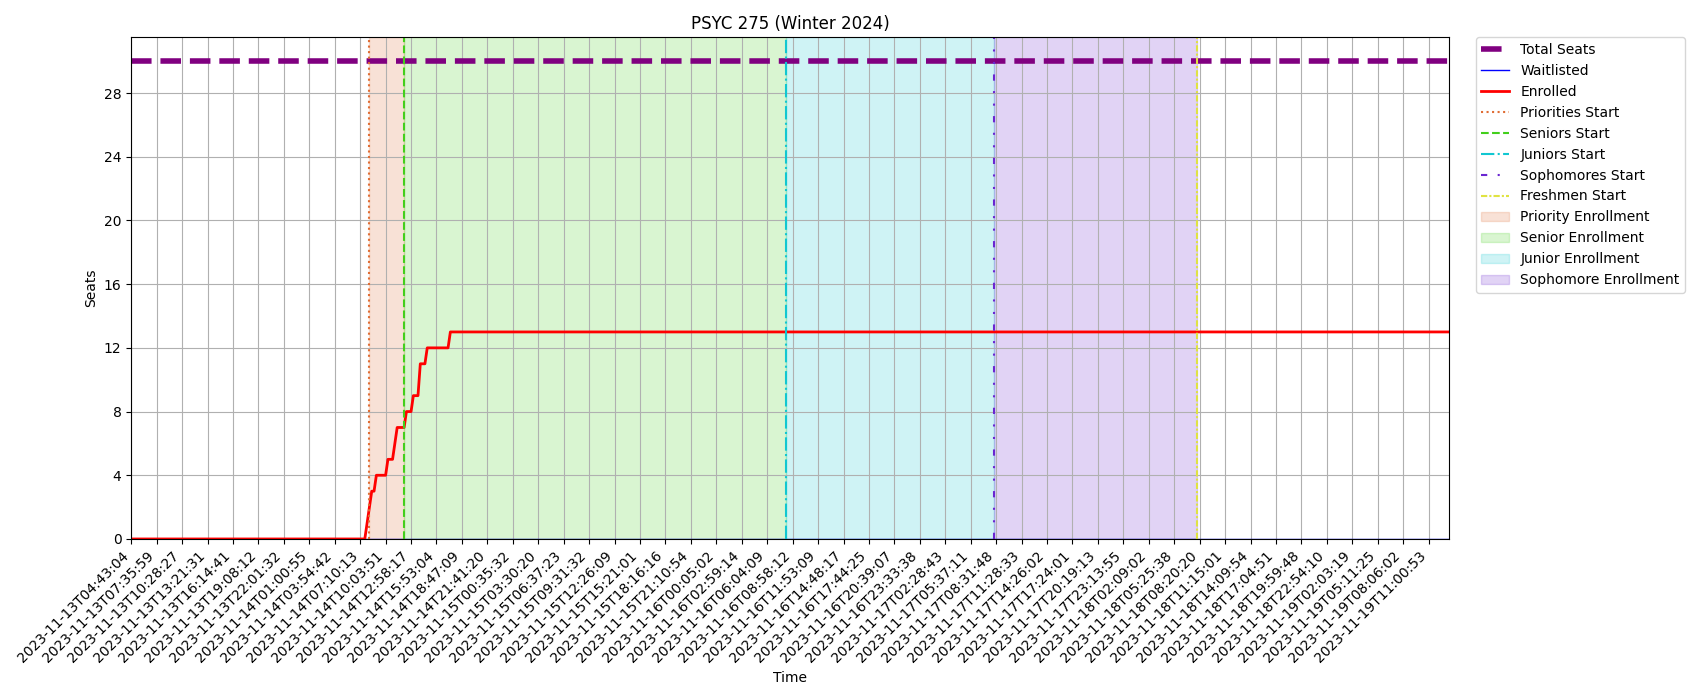 PSYC 275 (Winter 2024)
Total Seats
Waitlisted
Enrolled
Priorities Start
Seniors Start
Juniors Start
Sophomores Start
Freshmen Start
Priority Enrollment
Senior Enrollment
Junior Enrollment
Sophomore Enrollment
Seats
28
24
20
16
12
8
4
0
2023-11-13T04:43:04
2023-11-13T07:35:59
2023-11-13T10:28:27
2023-11-13T13:21:31
2023-11-13T16:14:41
2023-11-13T19:08:12
2023-11-13T22:01:32
2023-11-14T01:00:55
2023-11-14T03:54:42
2023-11-14T07:10:13
2023-11-14T10:03:51
2023-11-14T12:58:17
2023-11-14T15:53:04
2023-11-14T18:47:09
2023-11-14T21:41:20
2023-11-15T00:35:32
2023-11-15T03:30:20
2023-11-15T06:37:23
2023-11-15T09:31:32
2023-11-15T12:26:09
2023-11-15T15:21:01
2023-11-15T18:16:16
2023-11-15T21:10:54
2023-11-16T00:05:02
2023-11-16T02:59:14
2023-11-16T06:04:09
2023-11-16T08:58:12
2023-11-16T11:53:09
2023-11-16T14:48:17
2023-11-16T17:44:25
2023-11-16T20:39:07
2023-11-16T23:33:38
2023-11-17T02:28:43
2023-11-17T05:37:11
2023-11-17T08:31:48
2023-11-17T11:28:33
2023-11-17T14:26:02
2023-11-17T17:24:01
2023-11-17T20:19:13
2023-11-17T23:13:55
2023-11-18T02:09:02
2023-11-18T05:25:38
2023-11-18T08:20:20
2023-11-18T11:15:01
2023-11-18T14:09:54
2023-11-18T17:04:51
2023-11-18T19:59:48
2023-11-18T22:54:10
2023-11-19T02:03:19
2023-11-19T05:11:25
2023-11-19T08:06:02
2023-11-19T11:00:53
Time